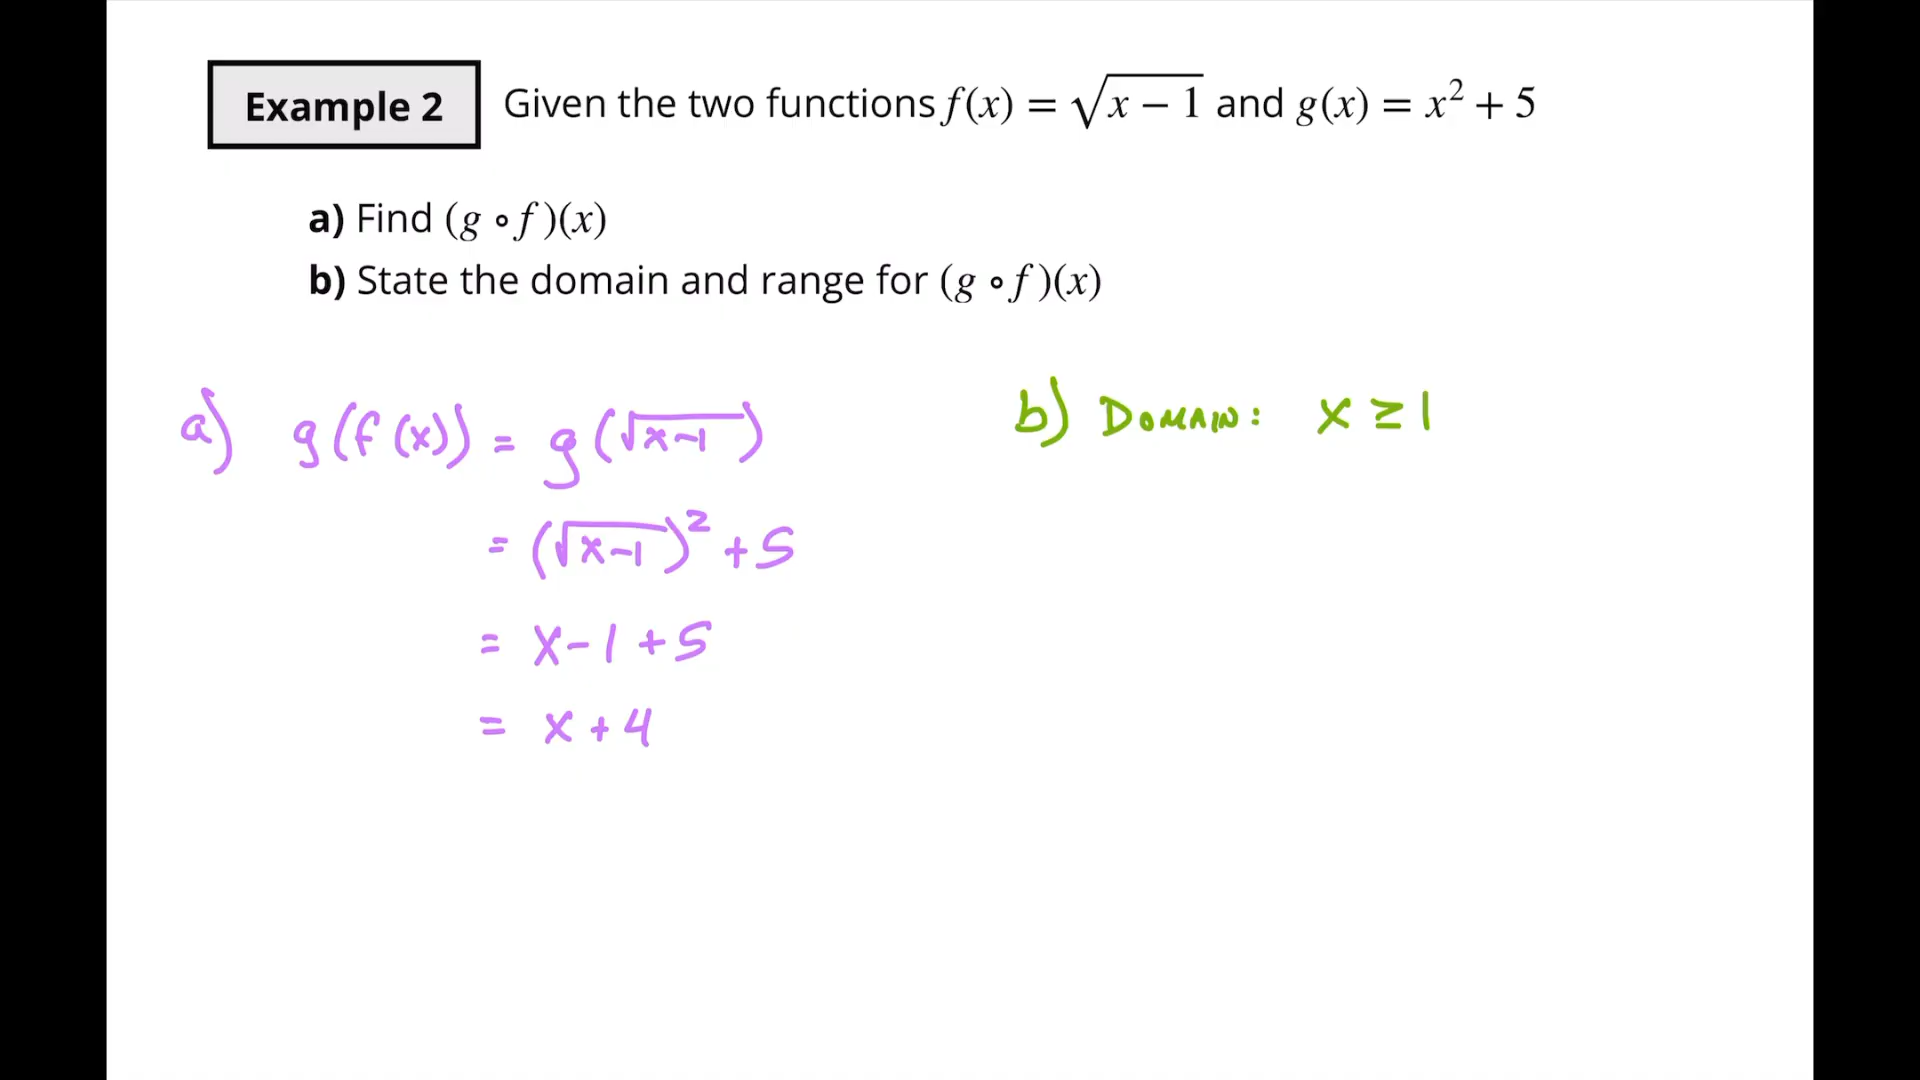 Example 2 Given the two functions f(x) = √(x − 1) and g(x) = x² + 5
a) Find (g ∘ f)(x)
b) State the domain and range for (g ∘ f)(x)
a) g(f(x)) = g(√(x−1))
= (√(x−1))² + 5
= x − 1 + 5
= x + 4
b) DOMAIN: x ≥ 1